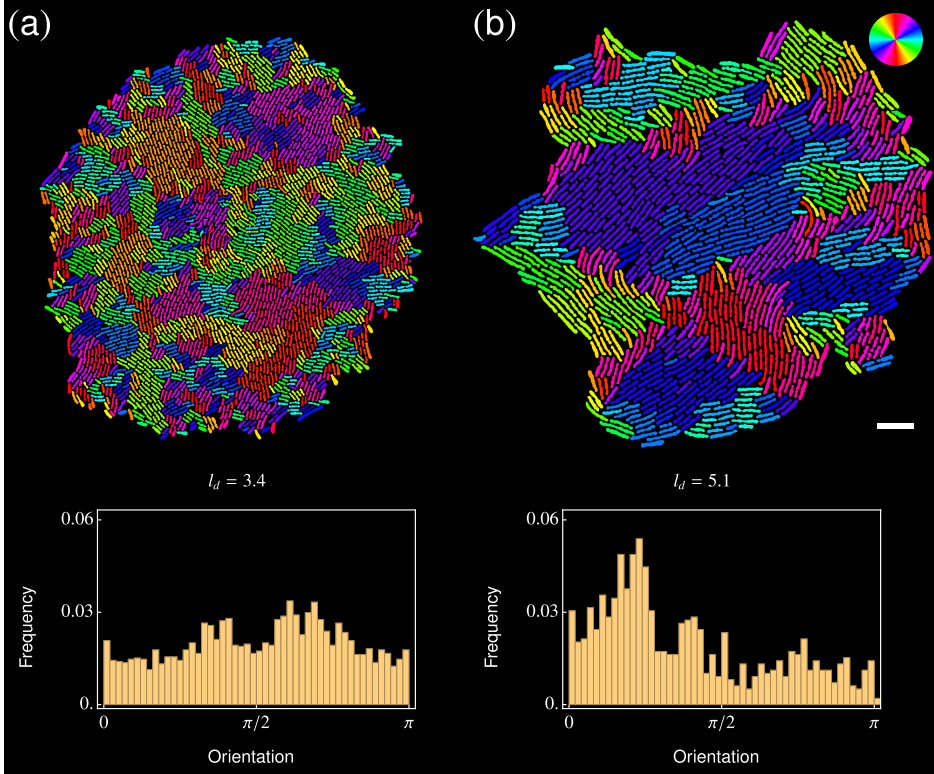 (a)
(b)
l_d = 3.4
l_d = 5.1
0.06
0.03
0.
Frequency
0
π/2
π
Orientation
0.06
0.03
0.
Frequency
0
π/2
π
Orientation